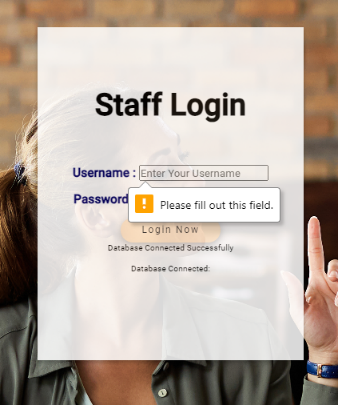 Staff Login
Username : Enter Your Username
Password
Please fill out this field.
Login Now
Database Connected Successfully
Database Connected: